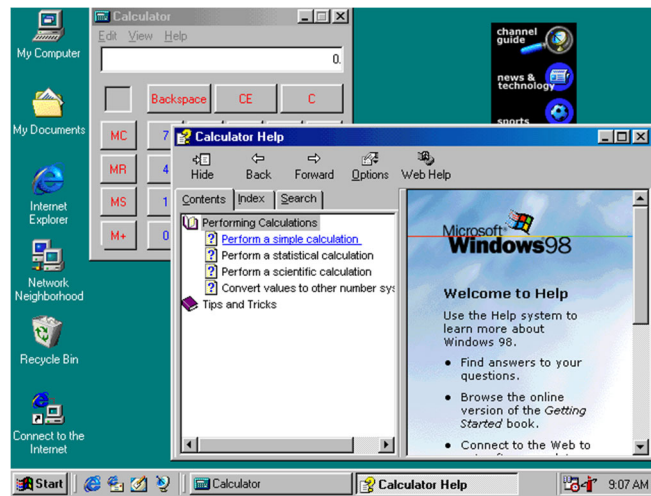 Calculator
Edit View Help
0.
Backspace CE C
MC 7
MR 4
MS 1
M+ 0
My Computer
My Documents
Internet
Explorer
Network
Neighborhood
Recycle Bin
Connect to the
Internet
channel
guide
news &
technology
sports
Calculator Help
Hide Back Forward Options Web Help
Contents Index Search
Performing Calculations
Perform a simple calculation
Perform a statistical calculation
Perform a scientific calculation
Convert values to other number sys
Tips and Tricks
Microsoft
Windows98
Welcome to Help
Use the Help system to
learn more about
Windows 98.
• Find answers to your
questions.
• Browse the online
version of the Getting
Started book.
• Connect to the Web to
Start Calculator Calculator Help 9:07 AM